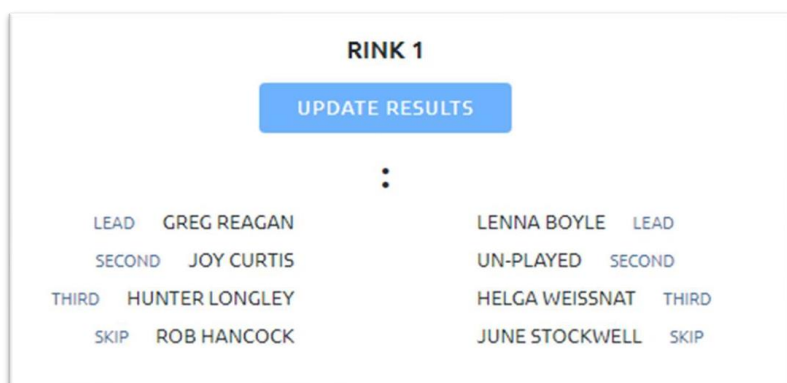 RINK 1
UPDATE RESULTS
:
LEAD GREG REAGAN LENNA BOYLE LEAD
SECOND JOY CURTIS UN-PLAYED SECOND
THIRD HUNTER LONGLEY HELGA WEISSNAT THIRD
SKIP ROB HANCOCK JUNE STOCKWELL SKIP